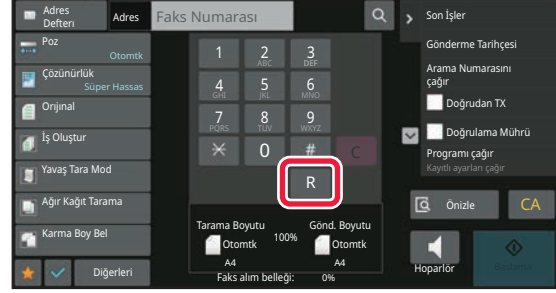 Adres
Defteri
Adres
Faks Numarası
Son İşler
Poz
Otomtk
Gönderme Tarihçesi
Çözünürlük
Süper Hassas
Arama Numarasını
çağır
Orijinal
Doğrudan TX
İş Oluştur
Doğrulama Mührü
Yavaş Tara Mod
Programı çağır
Kayıtlı ayarları çağır
Ağır Kağıt Tarama
Karma Boy Bel
Diğerleri
1
2
ABC
3
DEF
4
GHI
5
JKL
6
MNO
7
PQRS
8
TUV
9
WXYZ
0
#
C
R
Tarama Boyutu
Gönd. Boyutu
100%
Otomtk
Otomtk
A4
A4
Faks alım belleği: 0%
Önizle
CA
Hoparlör